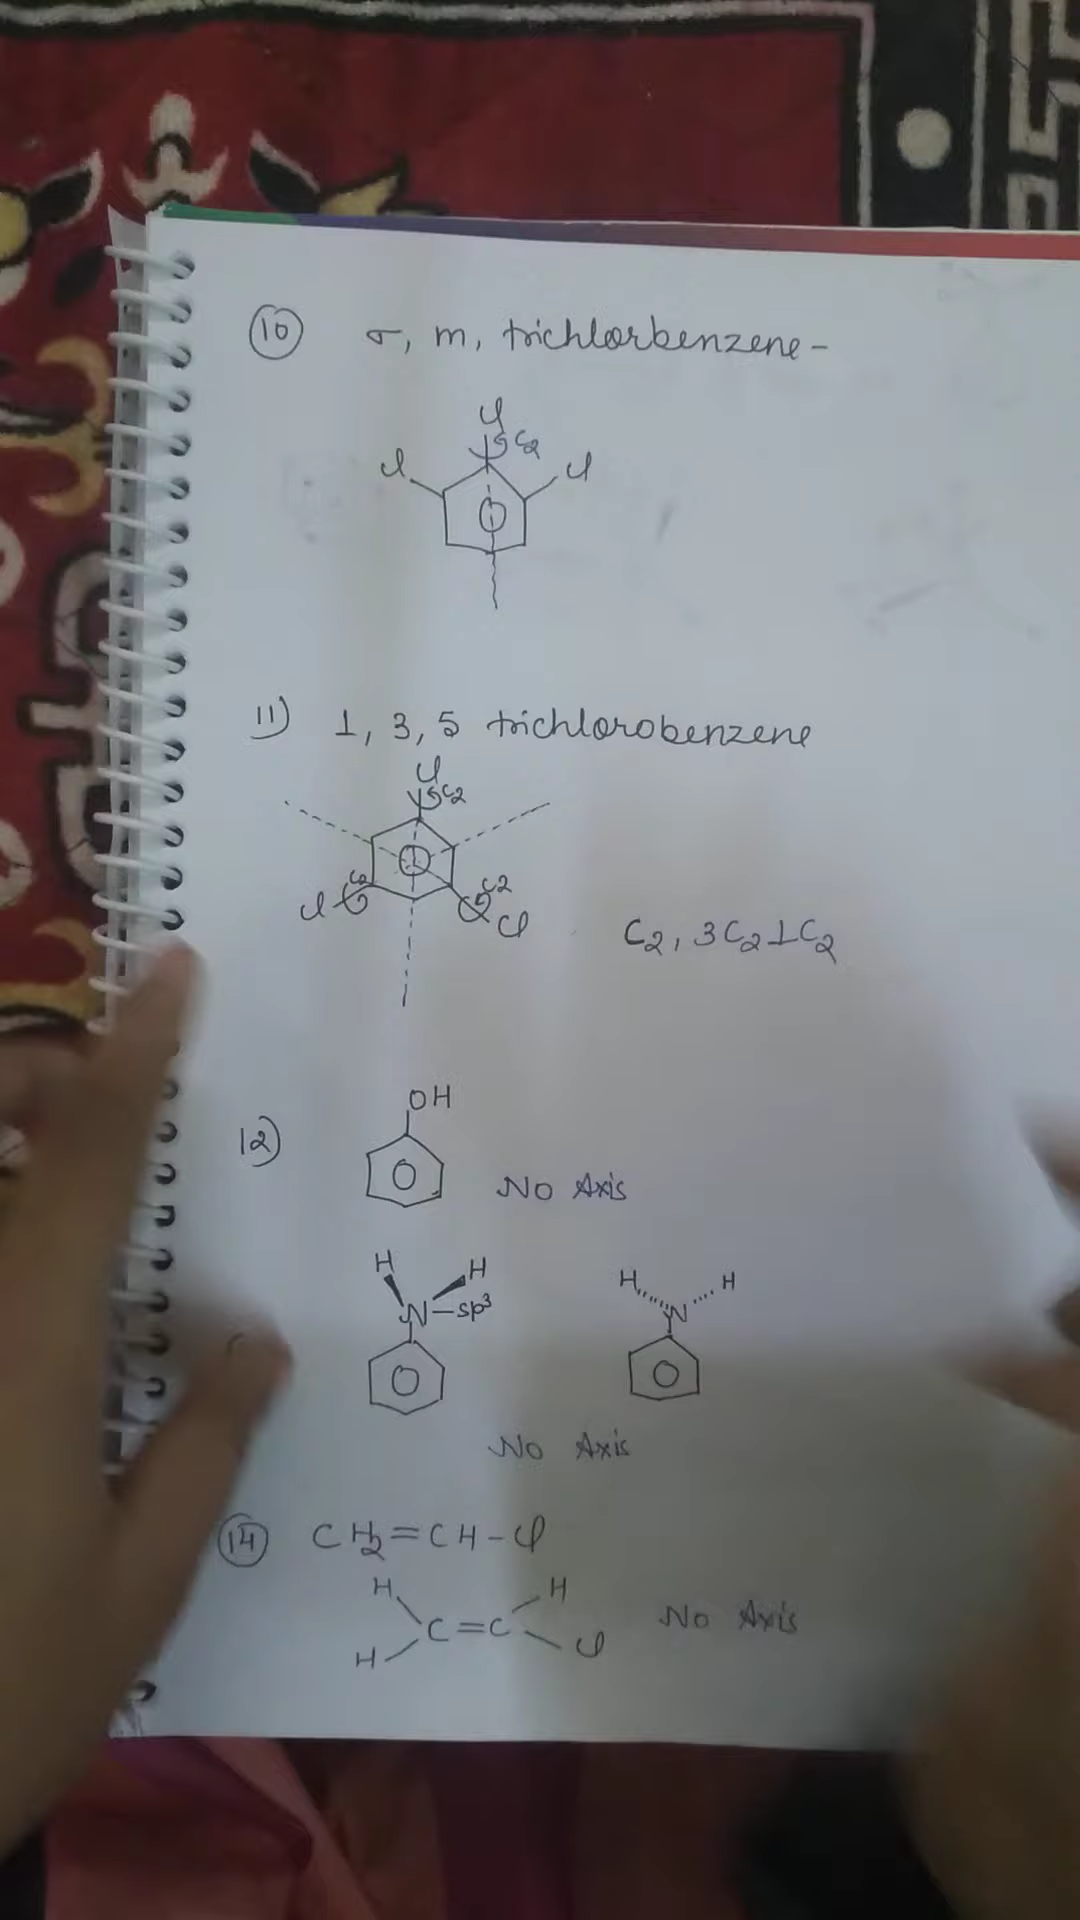 10 σ, m, trichlorbenzene-
Cl
C2
Cl Cl
11) 1, 3, 5 trichlorobenzene
Cl
C2
C2 C2
Cl Cl
C2, 3C2⊥C2
OH
12)
No Axis
H H H H
N-sp3 N
No Axis
14 CH2=CH-Cl
H H
C=C No Axis
H Cl